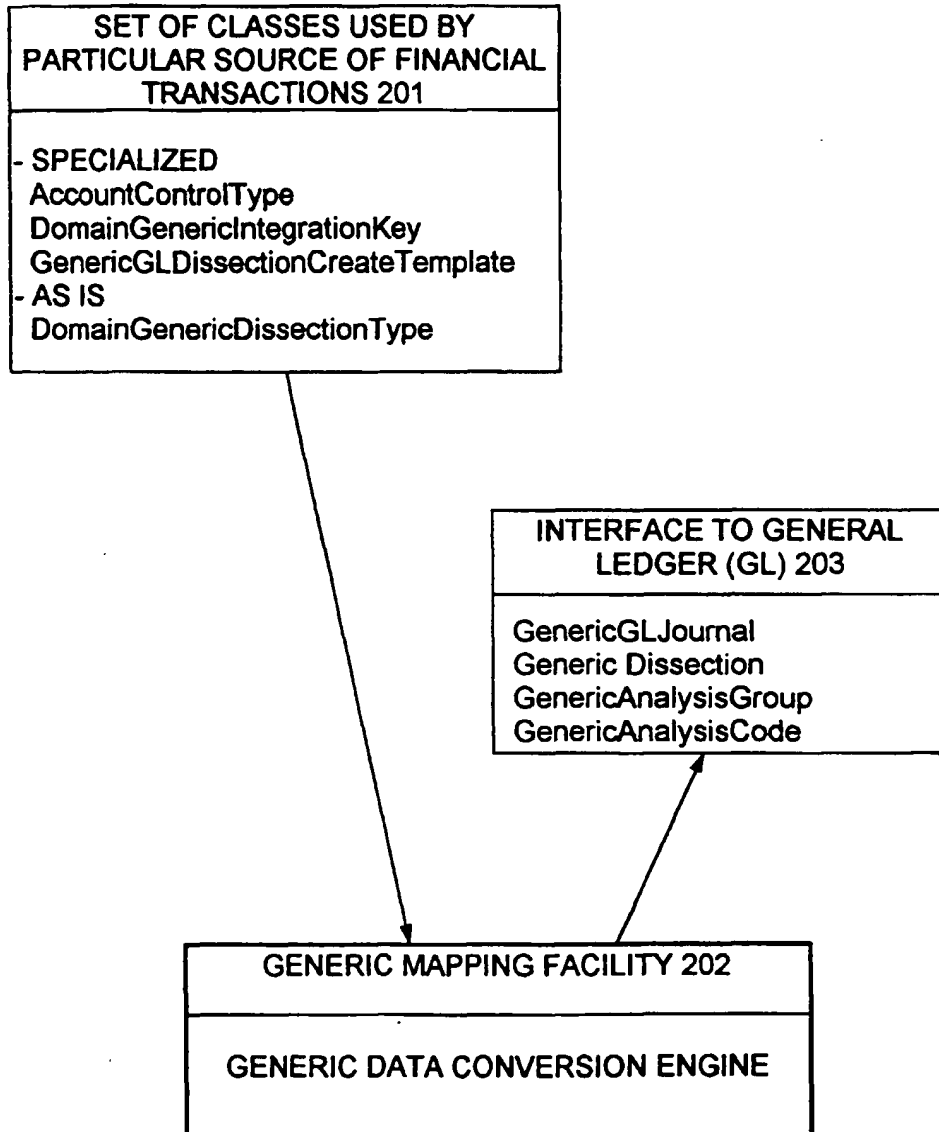 SET OF CLASSES USED BY
PARTICULAR SOURCE OF FINANCIAL
TRANSACTIONS 201
- SPECIALIZED
AccountControlType
DomainGenericIntegrationKey
GenericGLDissectionCreateTemplate
- AS IS
DomainGenericDissectionType
INTERFACE TO GENERAL
LEDGER (GL) 203
GenericGLJournal
Generic Dissection
GenericAnalysisGroup
GenericAnalysisCode
GENERIC MAPPING FACILITY 202
GENERIC DATA CONVERSION ENGINE